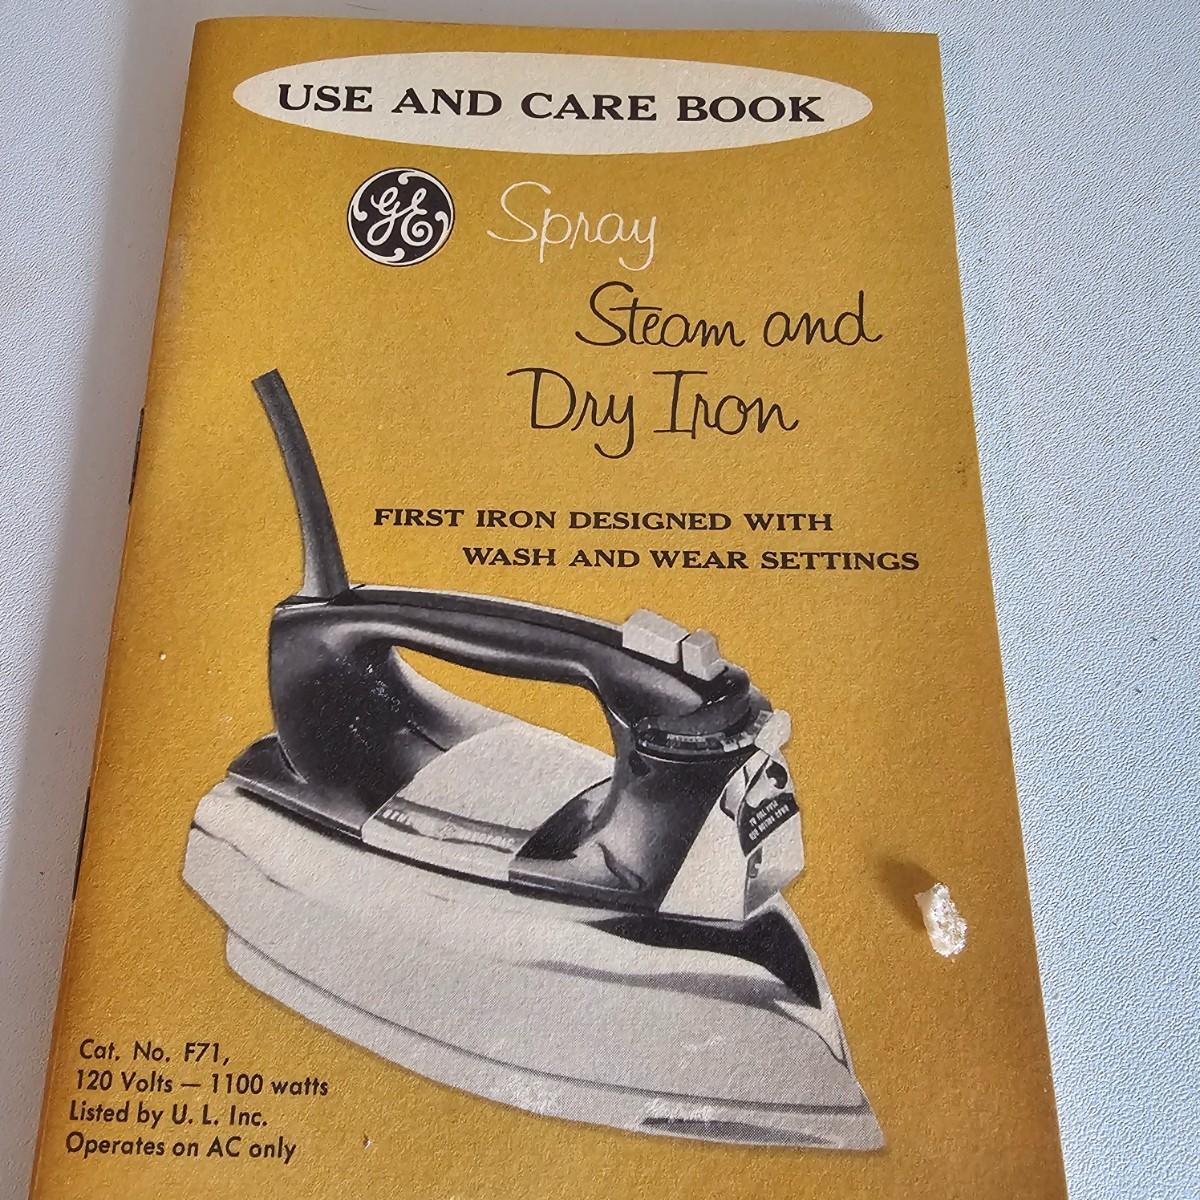 USE AND CARE BOOK
GE Spray
Steam and
Dry Iron
FIRST IRON DESIGNED WITH
WASH AND WEAR SETTINGS
Cat. No. F71,
120 Volts — 1100 watts
Listed by U. L. Inc.
Operates on AC only